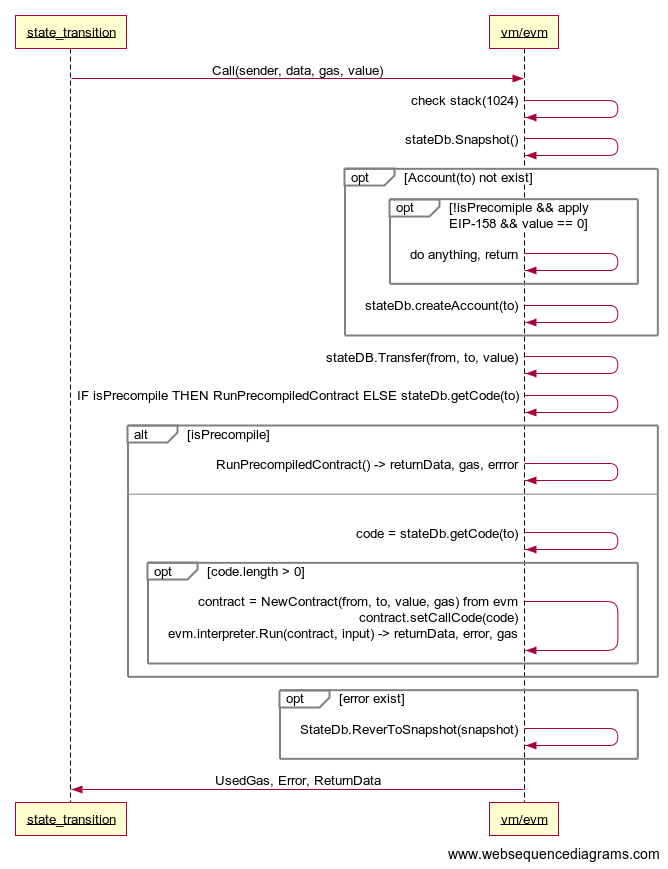 state_transition
vm/evm
Call(sender, data, gas, value)
check stack(1024)
stateDb.Snapshot()
opt
[Account(to) not exist]
opt
[!isPrecomiple && apply
EIP-158 && value == 0]
do anything, return
stateDb.createAccount(to)
stateDB.Transfer(from, to, value)
IF isPrecompile THEN RunPrecompiledContract ELSE stateDb.getCode(to)
alt
[isPrecompile]
RunPrecompiledContract() -> returnData, gas, errror
code = stateDb.getCode(to)
opt
[code.length > 0]
contract = NewContract(from, to, value, gas) from evm
contract.setCallCode(code)
evm.interpreter.Run(contract, input) -> returnData, error, gas
opt
[error exist]
StateDb.ReverToSnapshot(snapshot)
UsedGas, Error, ReturnData
state_transition
vm/evm
www.websequencediagrams.com